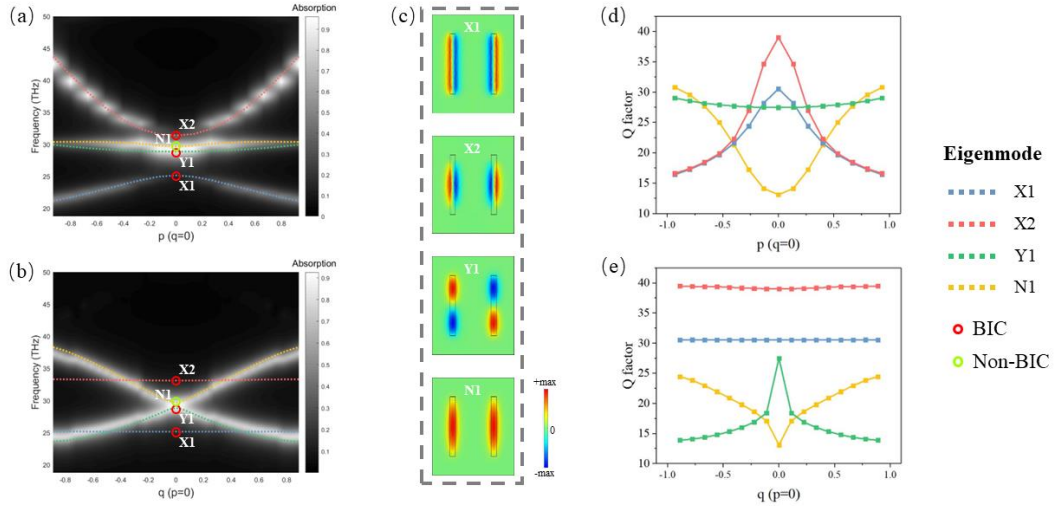 (a)
Absorption
50
45
40
35
30
25
20
Frequency (THz)
X2
N1
Y1
X1
0.9
0.8
0.7
0.6
0.5
0.4
0.3
0.2
0.1
0
-0.8 -0.6 -0.4 -0.2 0 0.2 0.4 0.6 0.8
p (q=0)
(b)
Absorption
50
45
40
35
30
25
20
Frequency (THz)
X2
N1
Y1
X1
0.9
0.8
0.7
0.6
0.5
0.4
0.3
0.2
0.1
-0.8 -0.6 -0.4 -0.2 0 0.2 0.4 0.6 0.8
q (p=0)
(c)
X1
X2
Y1
N1
+max
0
-max
(d)
40
35
30
25
20
15
10
Q factor
-1.0 -0.5 0.0 0.5 1.0
p (q=0)
(e)
40
35
30
25
20
15
10
Q factor
-1.0 -0.5 0.0 0.5 1.0
q (p=0)
Eigenmode
X1
X2
Y1
N1
BIC
Non-BIC